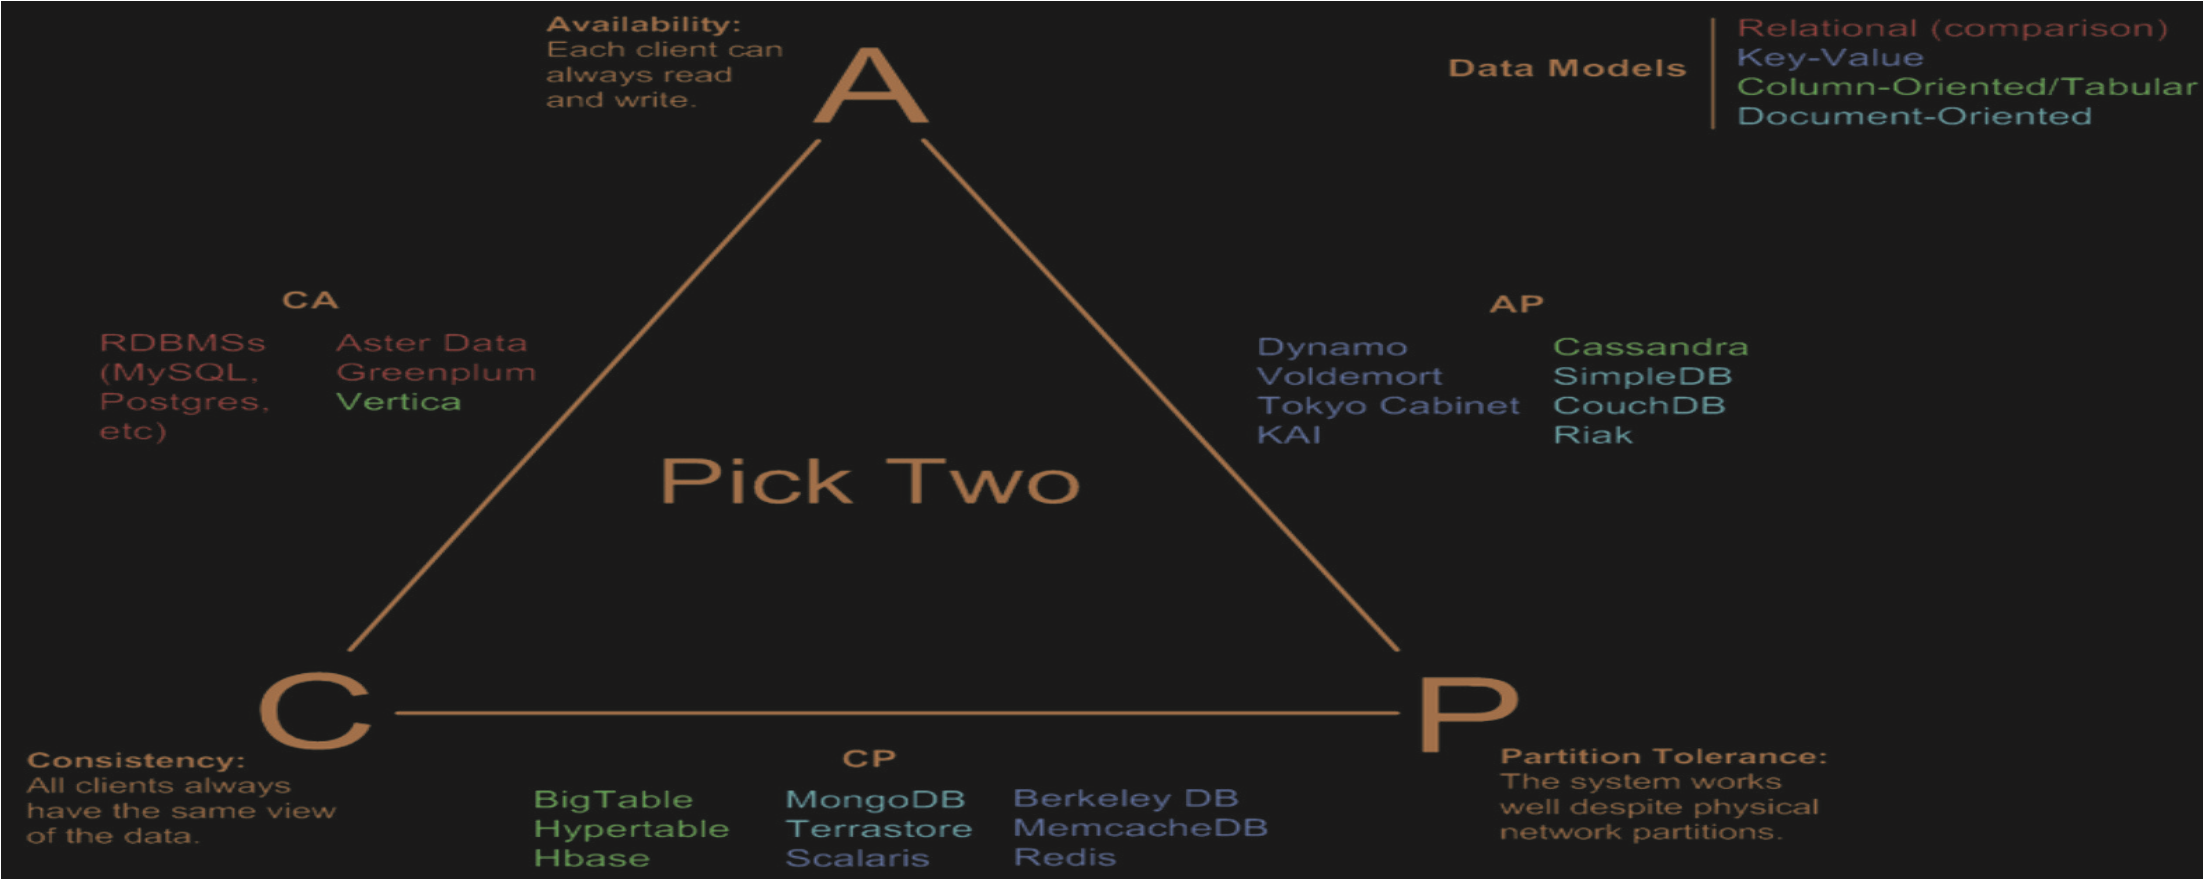 Availability:
Each client can
always read
and write.
A
Data Models
Relational (comparison)
Key-Value
Column-Oriented/Tabular
Document-Oriented
CA
RDBMSs
(MySQL,
Postgres,
etc)
Aster Data
Greenplum
Vertica
AP
Dynamo
Voldemort
Tokyo Cabinet
KAI
Cassandra
SimpleDB
CouchDB
Riak
Pick Two
C
Consistency:
All clients always
have the same view
of the data.
CP
BigTable
Hypertable
Hbase
MongoDB
Terrastore
Scalaris
Berkeley DB
MemcacheDB
Redis
P
Partition Tolerance:
The system works
well despite physical
network partitions.